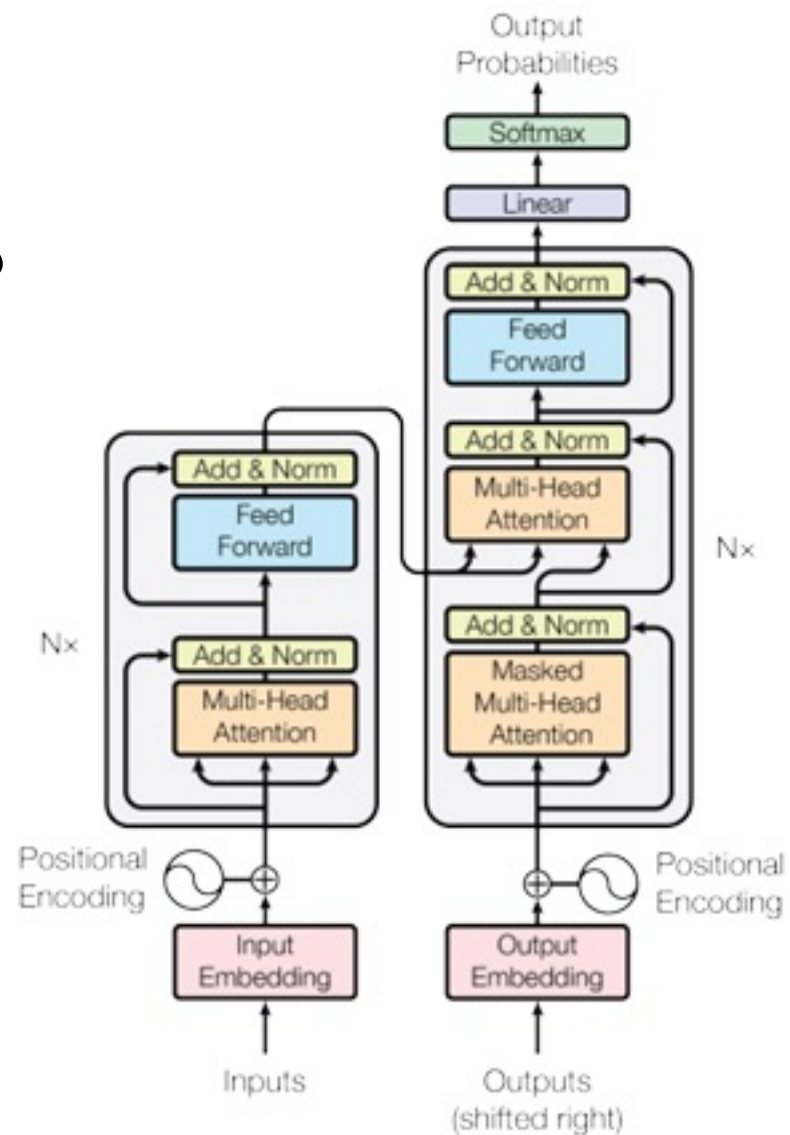 Output
Probabilities
Softmax
Linear
Add & Norm
Feed
Forward
Add & Norm
Multi-Head
Attention
Nx
Add & Norm
Masked
Multi-Head
Attention
Add & Norm
Feed
Forward
Nx
Add & Norm
Multi-Head
Attention
Positional
Encoding
Positional
Encoding
Input
Embedding
Output
Embedding
Inputs
Outputs
(shifted right)